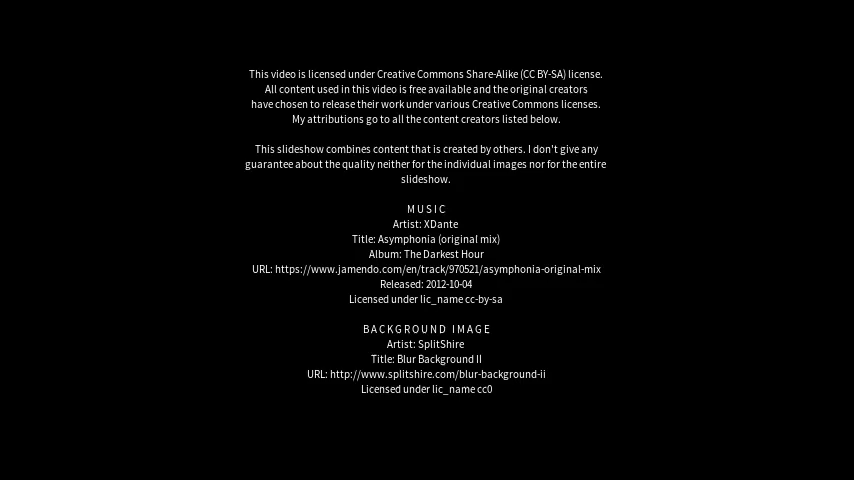 This video is licensed under Creative Commons Share-Alike (CC BY-SA) license.
All content used in this video is free available and the original creators
have chosen to release their work under various Creative Commons licenses.
My attributions go to all the content creators listed below.
This slideshow combines content that is created by others. I don't give any
guarantee about the quality neither for the individual images nor for the entire
slideshow.
MUSIC
Artist: XDante
Title: Asymphonia (original mix)
Album: The Darkest Hour
URL: https://www.jamendo.com/en/track/970521/asymphonia-original-mix
Released: 2012-10-04
Licensed under lic_name cc-by-sa
BACKGROUND IMAGE
Artist: SplitShire
Title: Blur Background II
URL: http://www.splitshire.com/blur-background-ii
Licensed under lic_name cc0